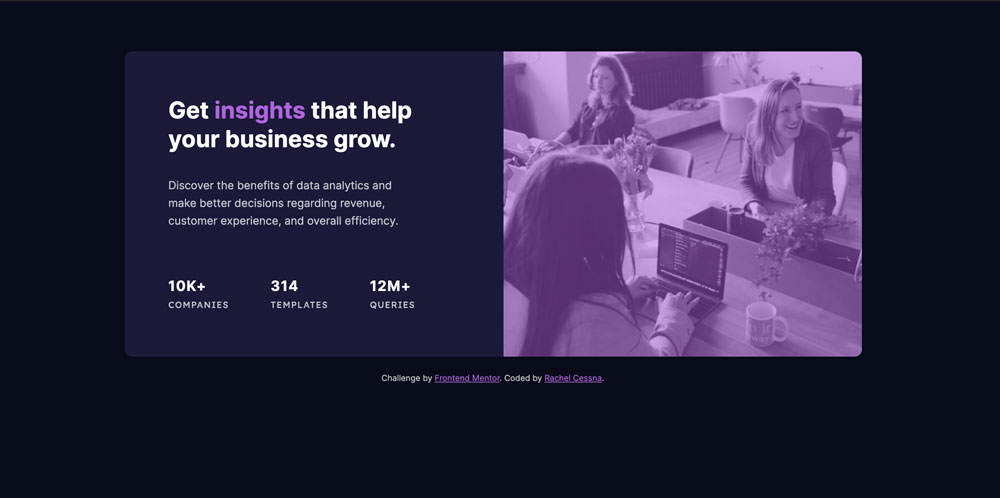 Get insights that help
your business grow.
Discover the benefits of data analytics and
make better decisions regarding revenue,
customer experience, and overall efficiency.
10K+ 314 12M+
COMPANIES TEMPLATES QUERIES
Challenge by Frontend Mentor. Coded by Rachel Cessna.